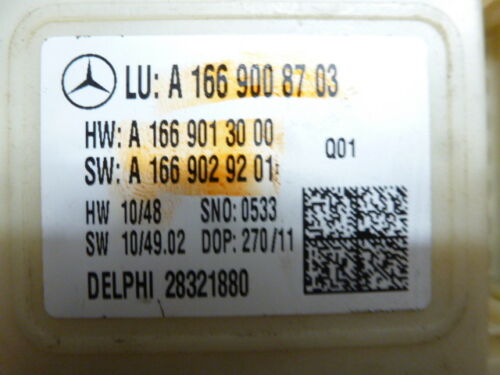 LU: A 166 900 87 03
HW: A 166 901 30 00
SW: A 166 902 92 01
Q01
HW 10/48 SNO: 0533
SW 10/49.02 DOP: 270/11
DELPHI 28321880